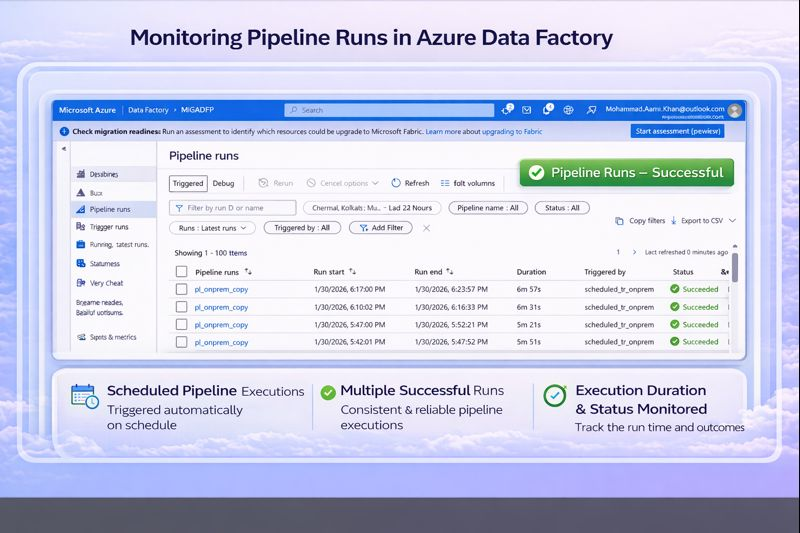 Monitoring Pipeline Runs in Azure Data Factory
Microsoft Azure | Data Factory › MIGADFP
Search
2
4
Mohammad.Aami.Khan@outlook.com
Check migration readines: Run an assessment to identify which resources could be upgrade to Microsoft Fabric. Learn more about upgrading to Fabric
Start assessment (pewiesr)
Pipeline runs
Pipeline Runs – Successful
Triggered
Debug
Rerun
Cancel options
Refresh
falt volumns
Filter by run D or name
Chermal, Kolkals: Mu.. - Lad 22 Nours
Pipeline name : All
Status : All
Runs : Latest runs
Triggered by : All
Add Filter
Copy filters
Export to CSV
Showing 1 - 100 Ttems
1
Last refreshed 0 minutes ago
Pipeline runs Run start Run end Duration Triggered by Status
pl_onprem_copy 1/30/2026, 6:17:00 PM 1/30/2026, 6:23:57 PM 6m 57s scheduled_tr_onprem Succeeded
pl_onprem_copy 1/30/2026, 6:10:02 PM 1/30/2026, 6:16:33 PM 6m 31s scheduled_tr_onprem Succeeded
pl_onprem_copy 1/30/2026, 5:47:00 PM 1/30/2026, 5:52:21 PM 5m 21s scheduled_tr_onprem Succeeded
pl_onprem_copy 1/30/2026, 5:42:01 PM 1/30/2026, 5:47:52 PM 5m 51s scheduled_tr_onprem Succeeded
Desbines
Bux
Pipeline runs
Trigger runs
Running, tatest runs.
Statumess
Very Cheat
Spots & metrics
Scheduled Pipeline Executions
Triggered automatically
on schedule
Multiple Successful Runs
Consistent & reliable pipeline
executions
Execution Duration
& Status Monitored
Track the run time and outcomes